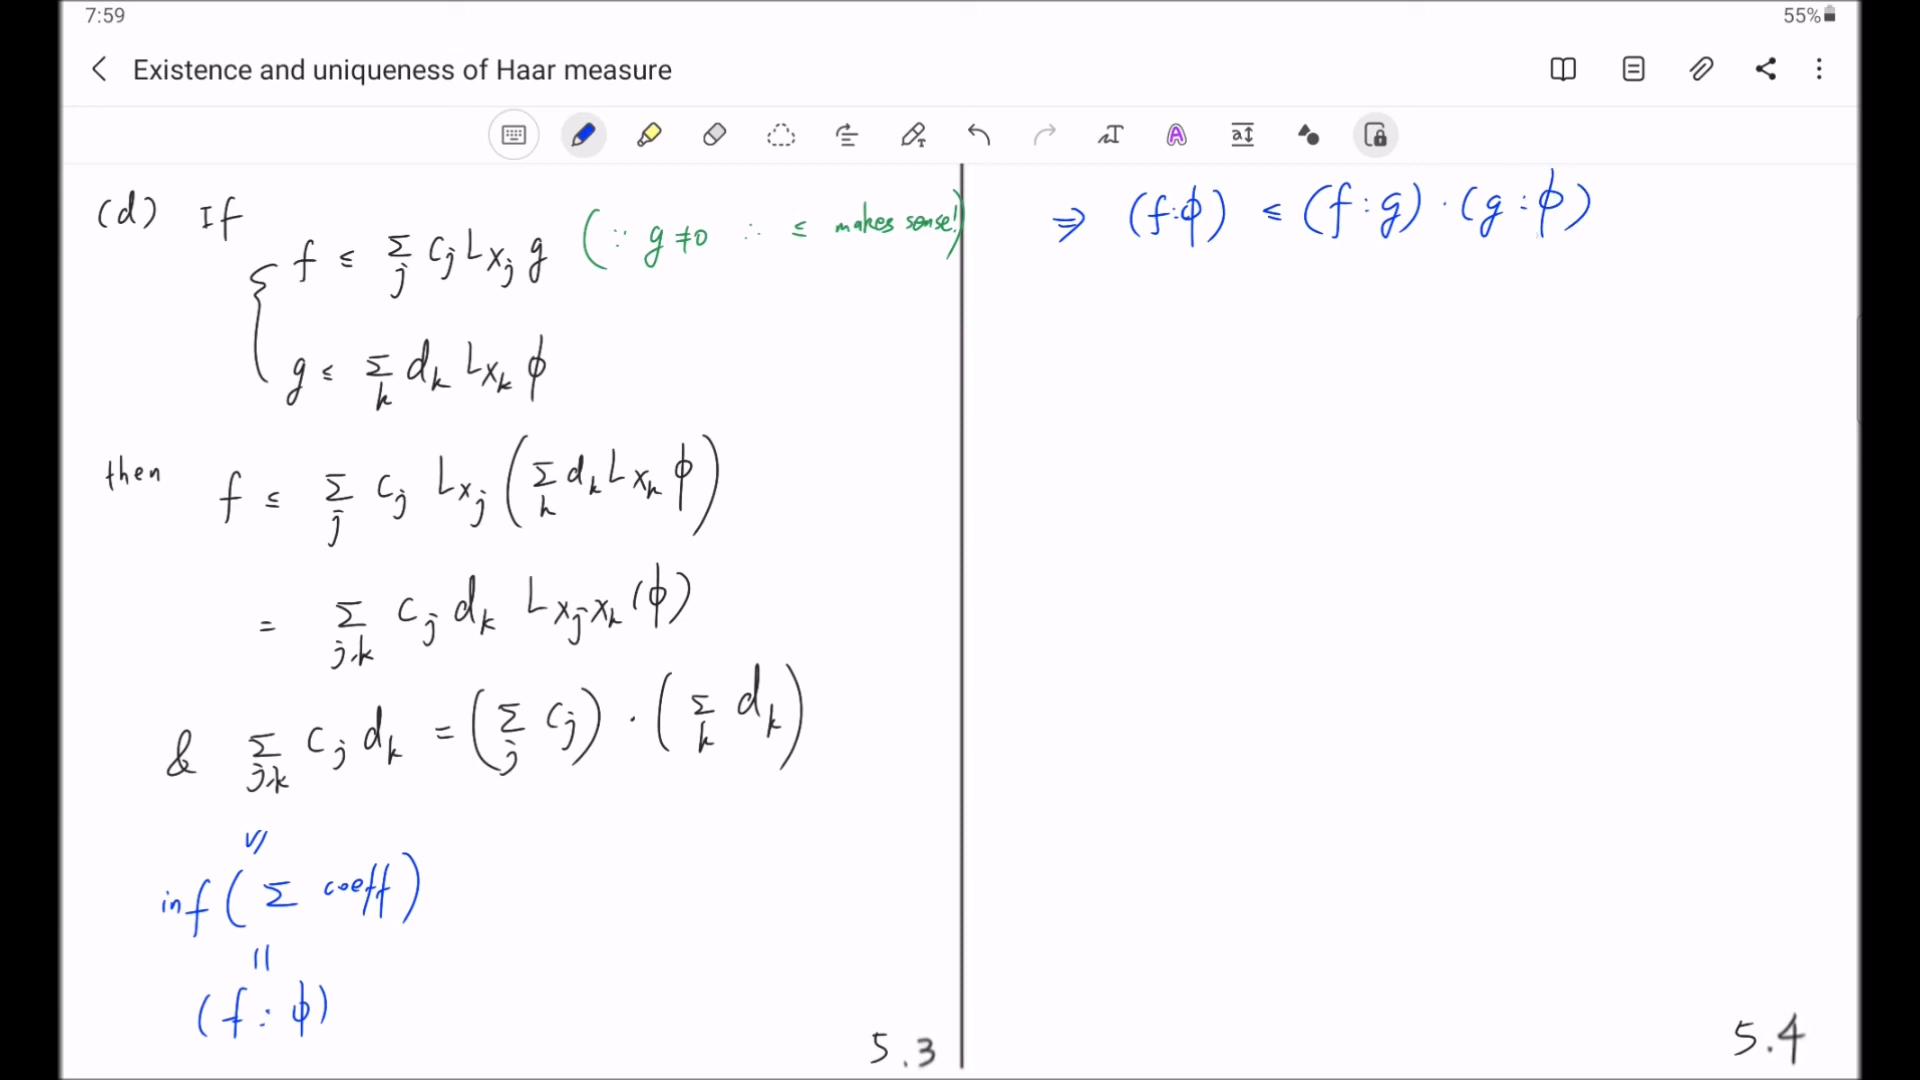 7:59
55%
Existence and uniqueness of Haar measure
(d) If
f ≤ Σ_j c_j L_{x_j} g (∵ g≠0 ∴ ≤ makes sense!)
g ≤ Σ_k d_k L_{x_k} φ
then f ≤ Σ_j c_j L_{x_j} (Σ_k d_k L_{x_k} φ)
= Σ_{j,k} c_j d_k L_{x_j x_k} (φ)
& Σ_{j,k} c_j d_k = (Σ_j c_j) · (Σ_k d_k)
∨/
inf (Σ coeff)
||
(f : φ)
5.3
⇒ (f:φ) ≤ (f:g) · (g:φ)
5.4